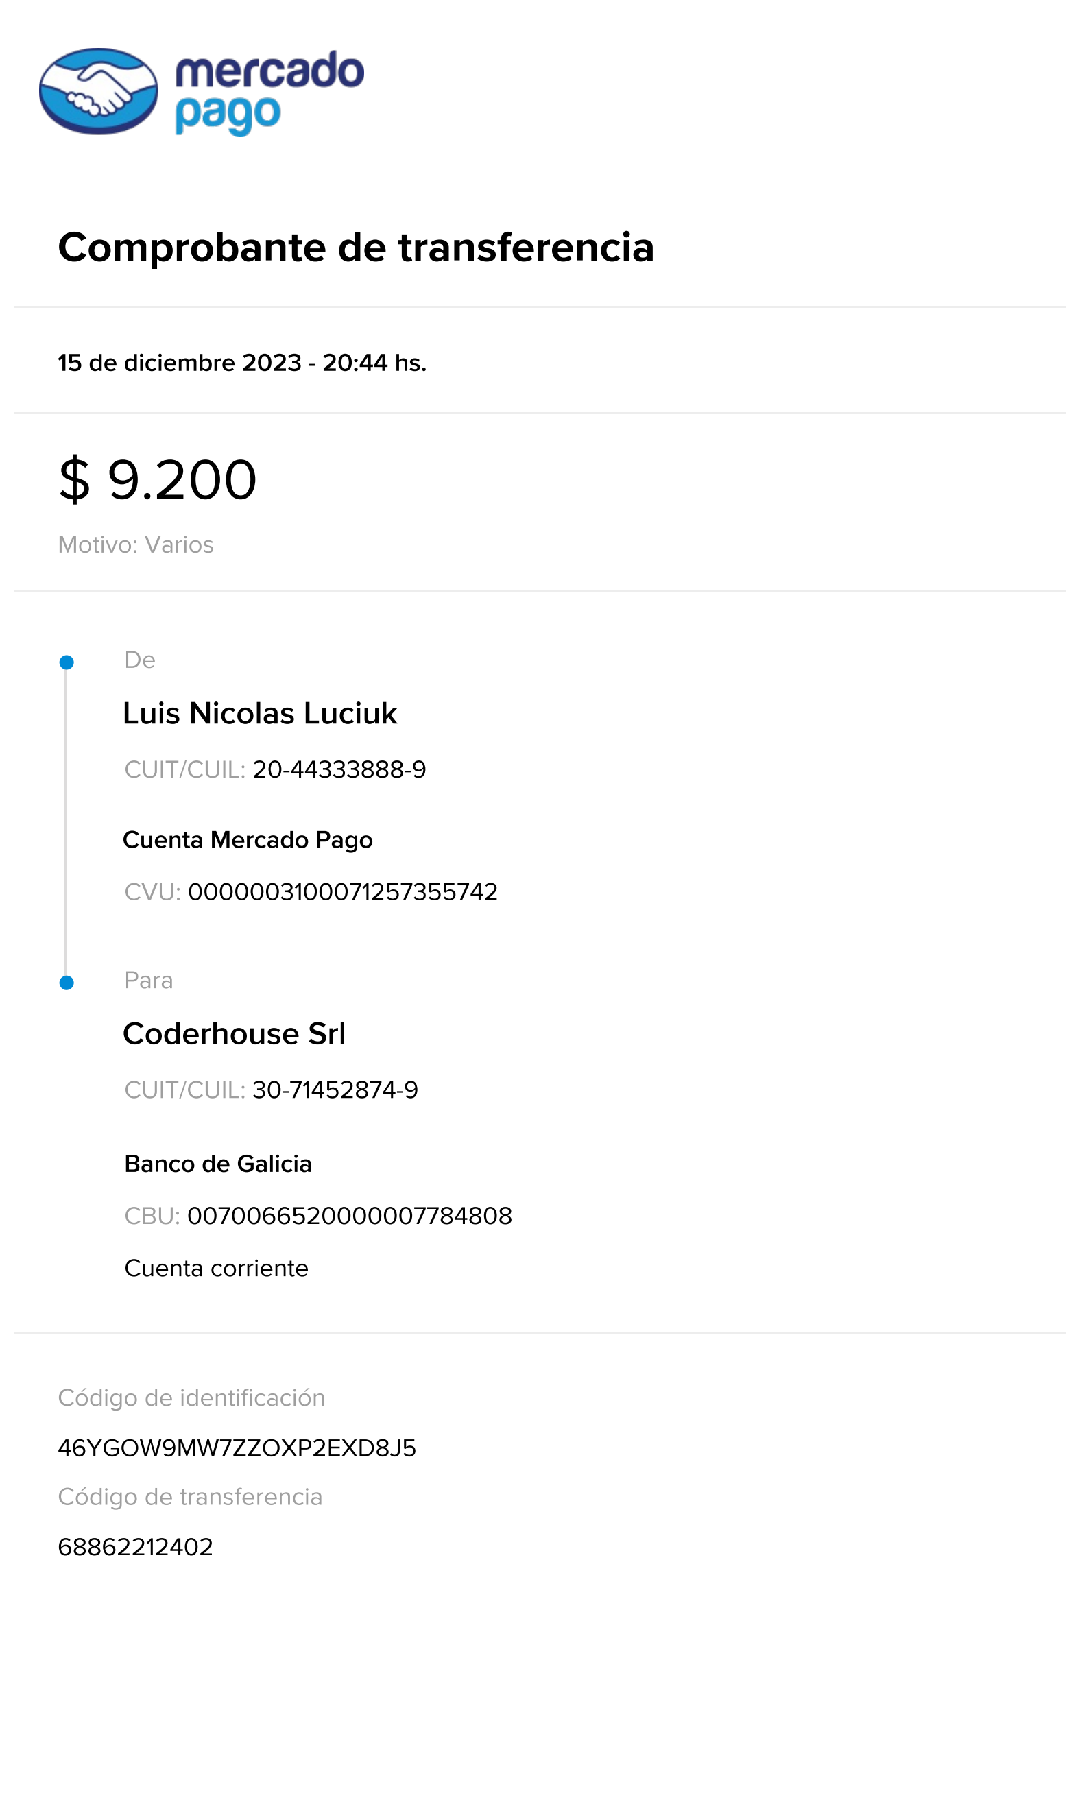 mercado
pago
Comprobante de transferencia
15 de diciembre 2023 - 20:44 hs.
$ 9.200
Motivo: Varios
De
Luis Nicolas Luciuk
CUIT/CUIL: 20-44333888-9
Cuenta Mercado Pago
CVU: 0000003100071257355742
Para
Coderhouse Srl
CUIT/CUIL: 30-71452874-9
Banco de Galicia
CBU: 0070066520000007784808
Cuenta corriente
Código de identificación
46YGOW9MW7ZZOXP2EXD8J5
Código de transferencia
68862212402